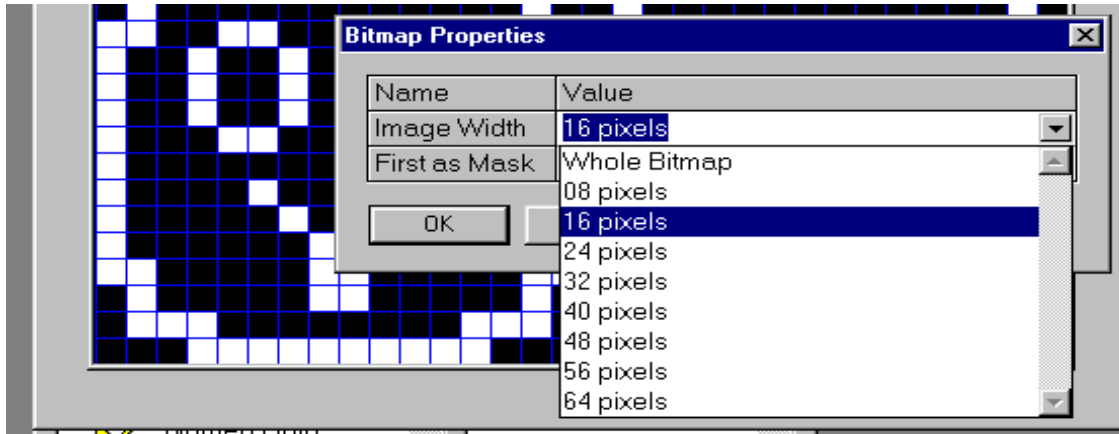 Bitmap Properties
Name Value
Image Width 16 pixels
First as Mask Whole Bitmap
08 pixels
OK 16 pixels
24 pixels
32 pixels
40 pixels
48 pixels
56 pixels
64 pixels